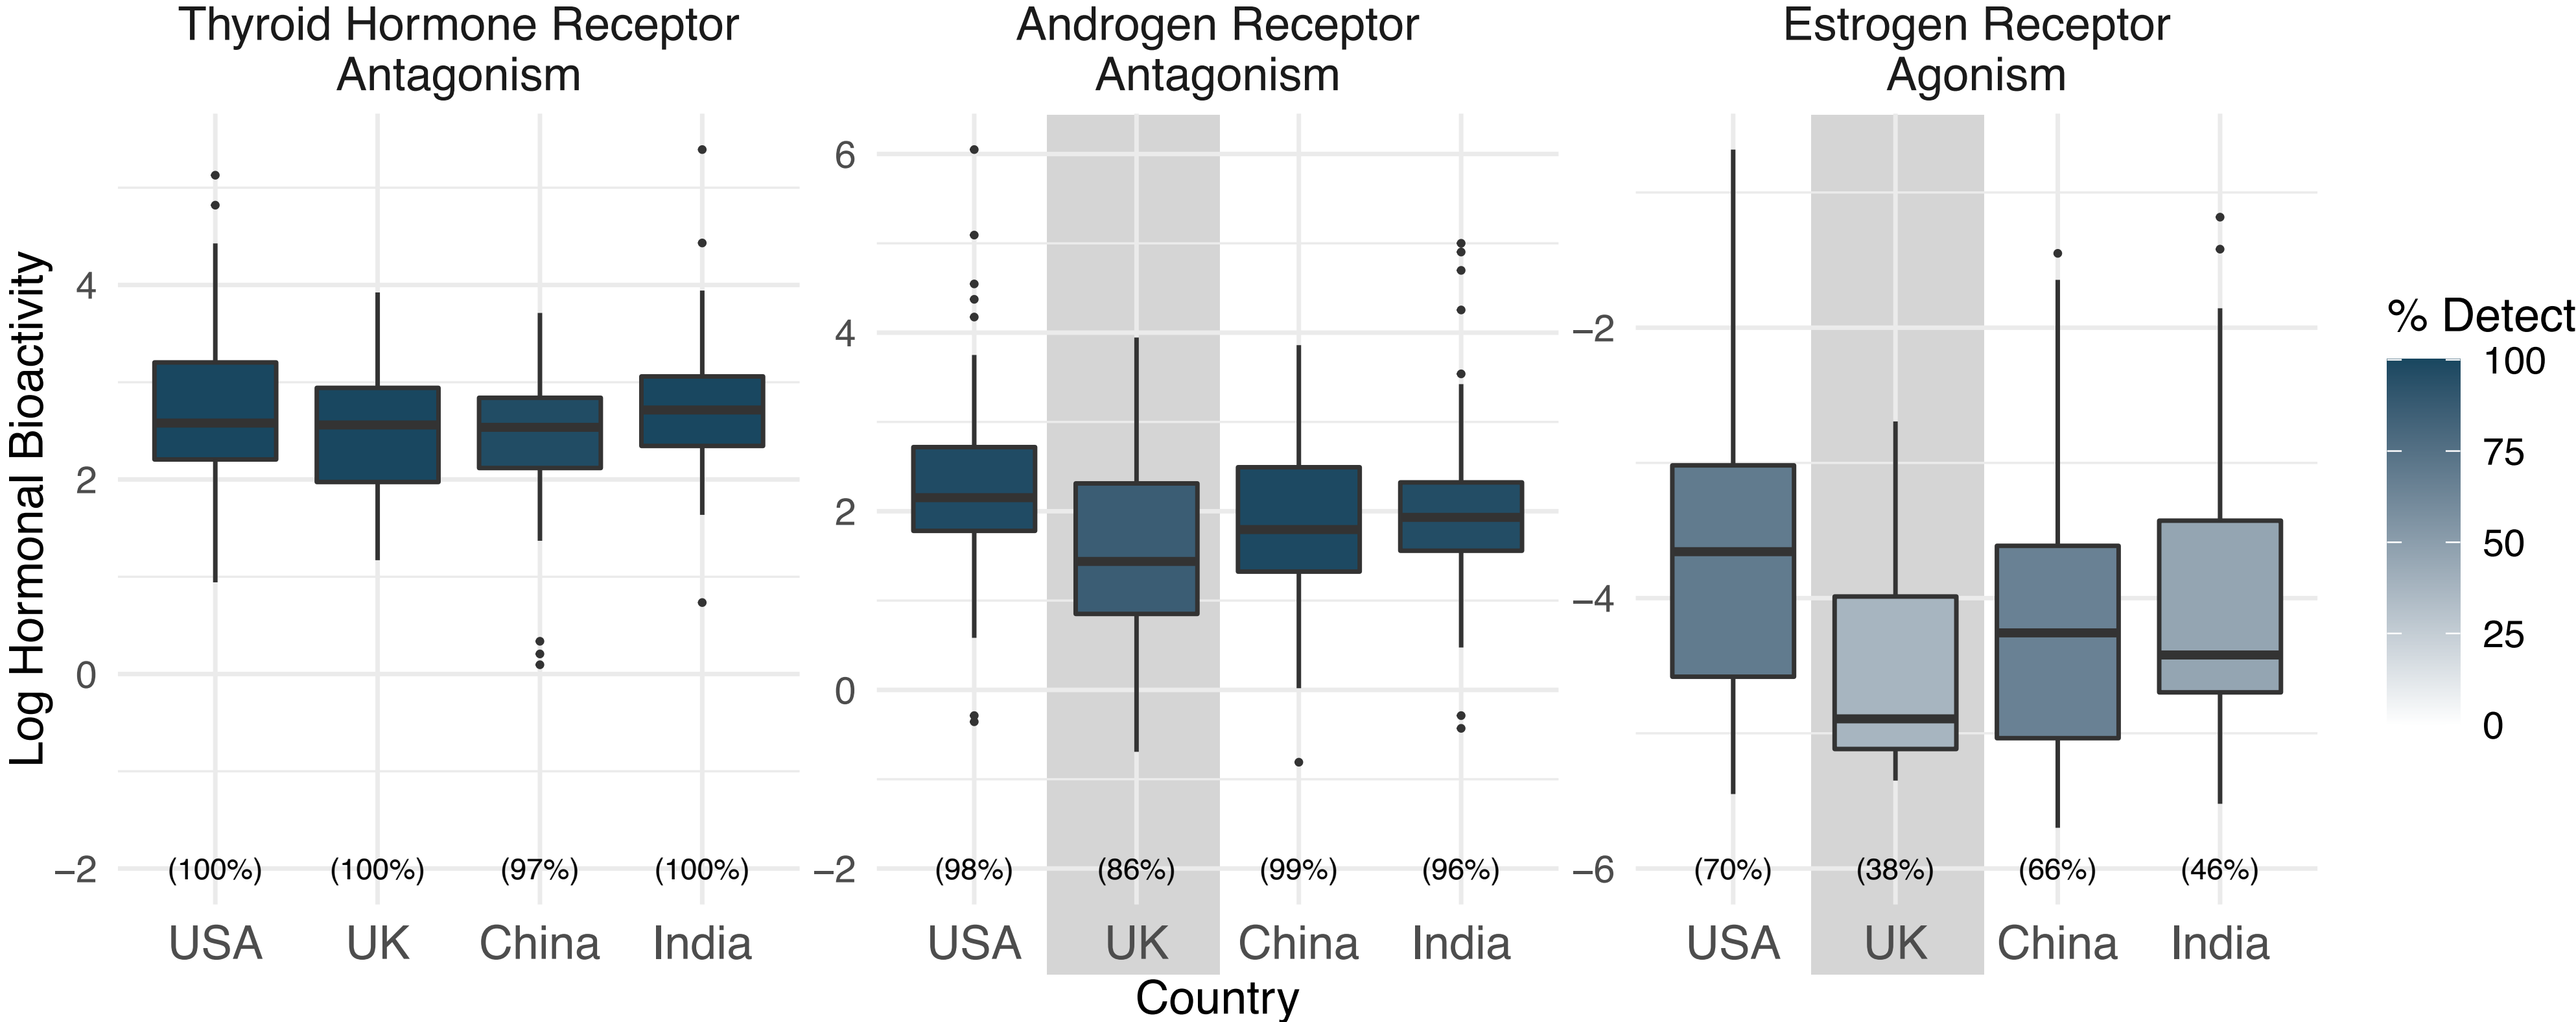 Thyroid Hormone Receptor
Antagonism
Androgen Receptor
Antagonism
Estrogen Receptor
Agonism
Log Hormonal Bioactivity
4
2
0
−2
(100%) (100%) (97%) (100%)
USA UK China India
6
4
2
0
−2
(98%) (86%) (99%) (96%)
USA UK China India
−2
−4
−6
(70%) (38%) (66%) (46%)
USA UK China India
Country
% Detect
100
75
50
25
0